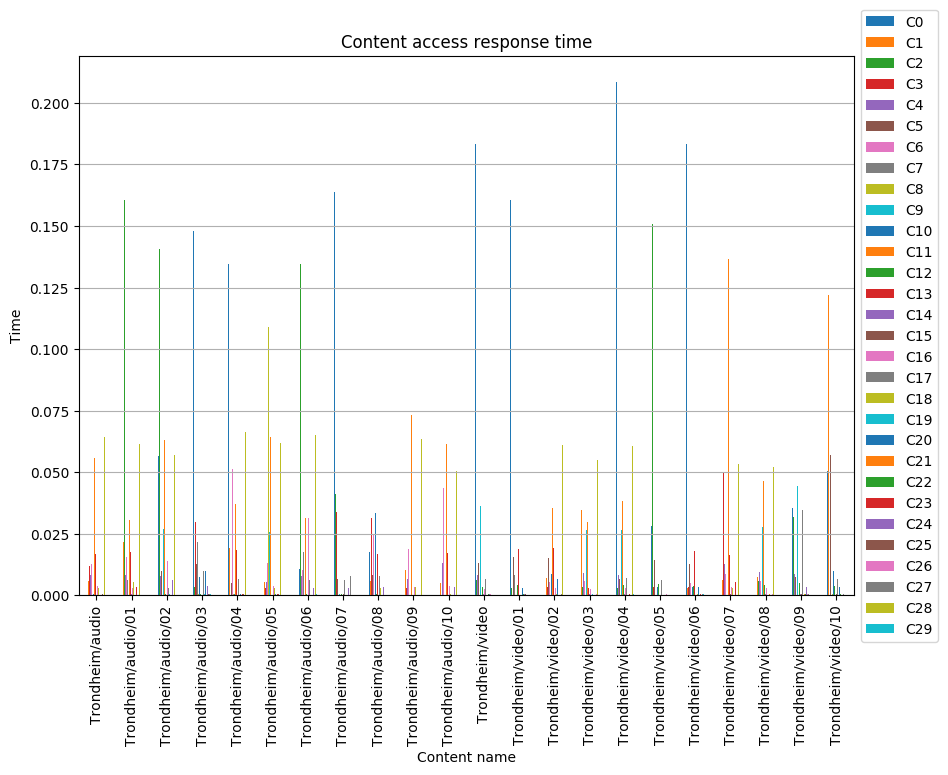 Content access response time
Time
0.200
0.175
0.150
0.125
0.100
0.075
0.050
0.025
0.000
Trondheim/audio
Trondheim/audio/01
Trondheim/audio/02
Trondheim/audio/03
Trondheim/audio/04
Trondheim/audio/05
Trondheim/audio/06
Trondheim/audio/07
Trondheim/audio/08
Trondheim/audio/09
Trondheim/audio/10
Trondheim/video
Trondheim/video/01
Trondheim/video/02
Trondheim/video/03
Trondheim/video/04
Trondheim/video/05
Trondheim/video/06
Trondheim/video/07
Trondheim/video/08
Trondheim/video/09
Trondheim/video/10
Content name
C0
C1
C2
C3
C4
C5
C6
C7
C8
C9
C10
C11
C12
C13
C14
C15
C16
C17
C18
C19
C20
C21
C22
C23
C24
C25
C26
C27
C28
C29